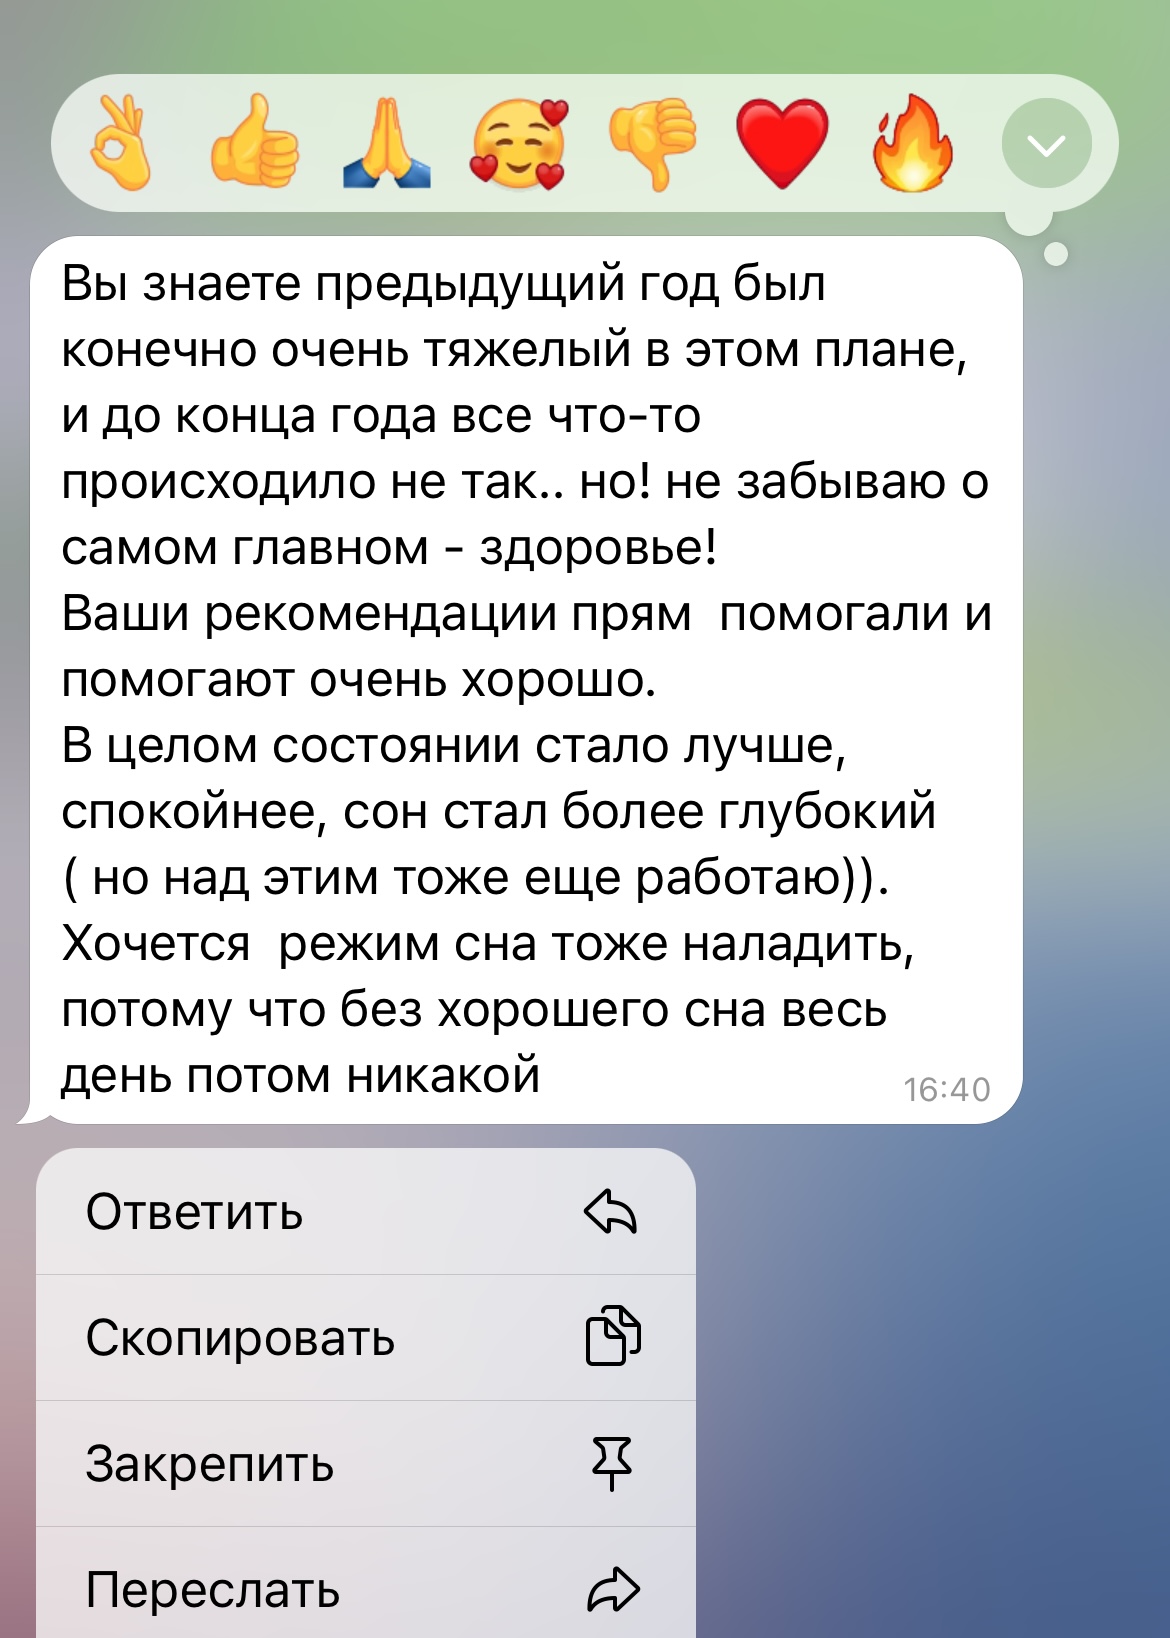 Вы знаете предыдущий год был
конечно очень тяжелый в этом плане,
и до конца года все что-то
происходило не так.. но! не забываю о
самом главном - здоровье!
Ваши рекомендации прям  помогали и
помогают очень хорошо.
В целом состоянии стало лучше,
спокойнее, сон стал более глубокий
( но над этим тоже еще работаю)).
Хочется  режим сна тоже наладить,
потому что без хорошего сна весь
день потом никакой
16:40
Ответить
Скопировать
Закрепить
Переслать